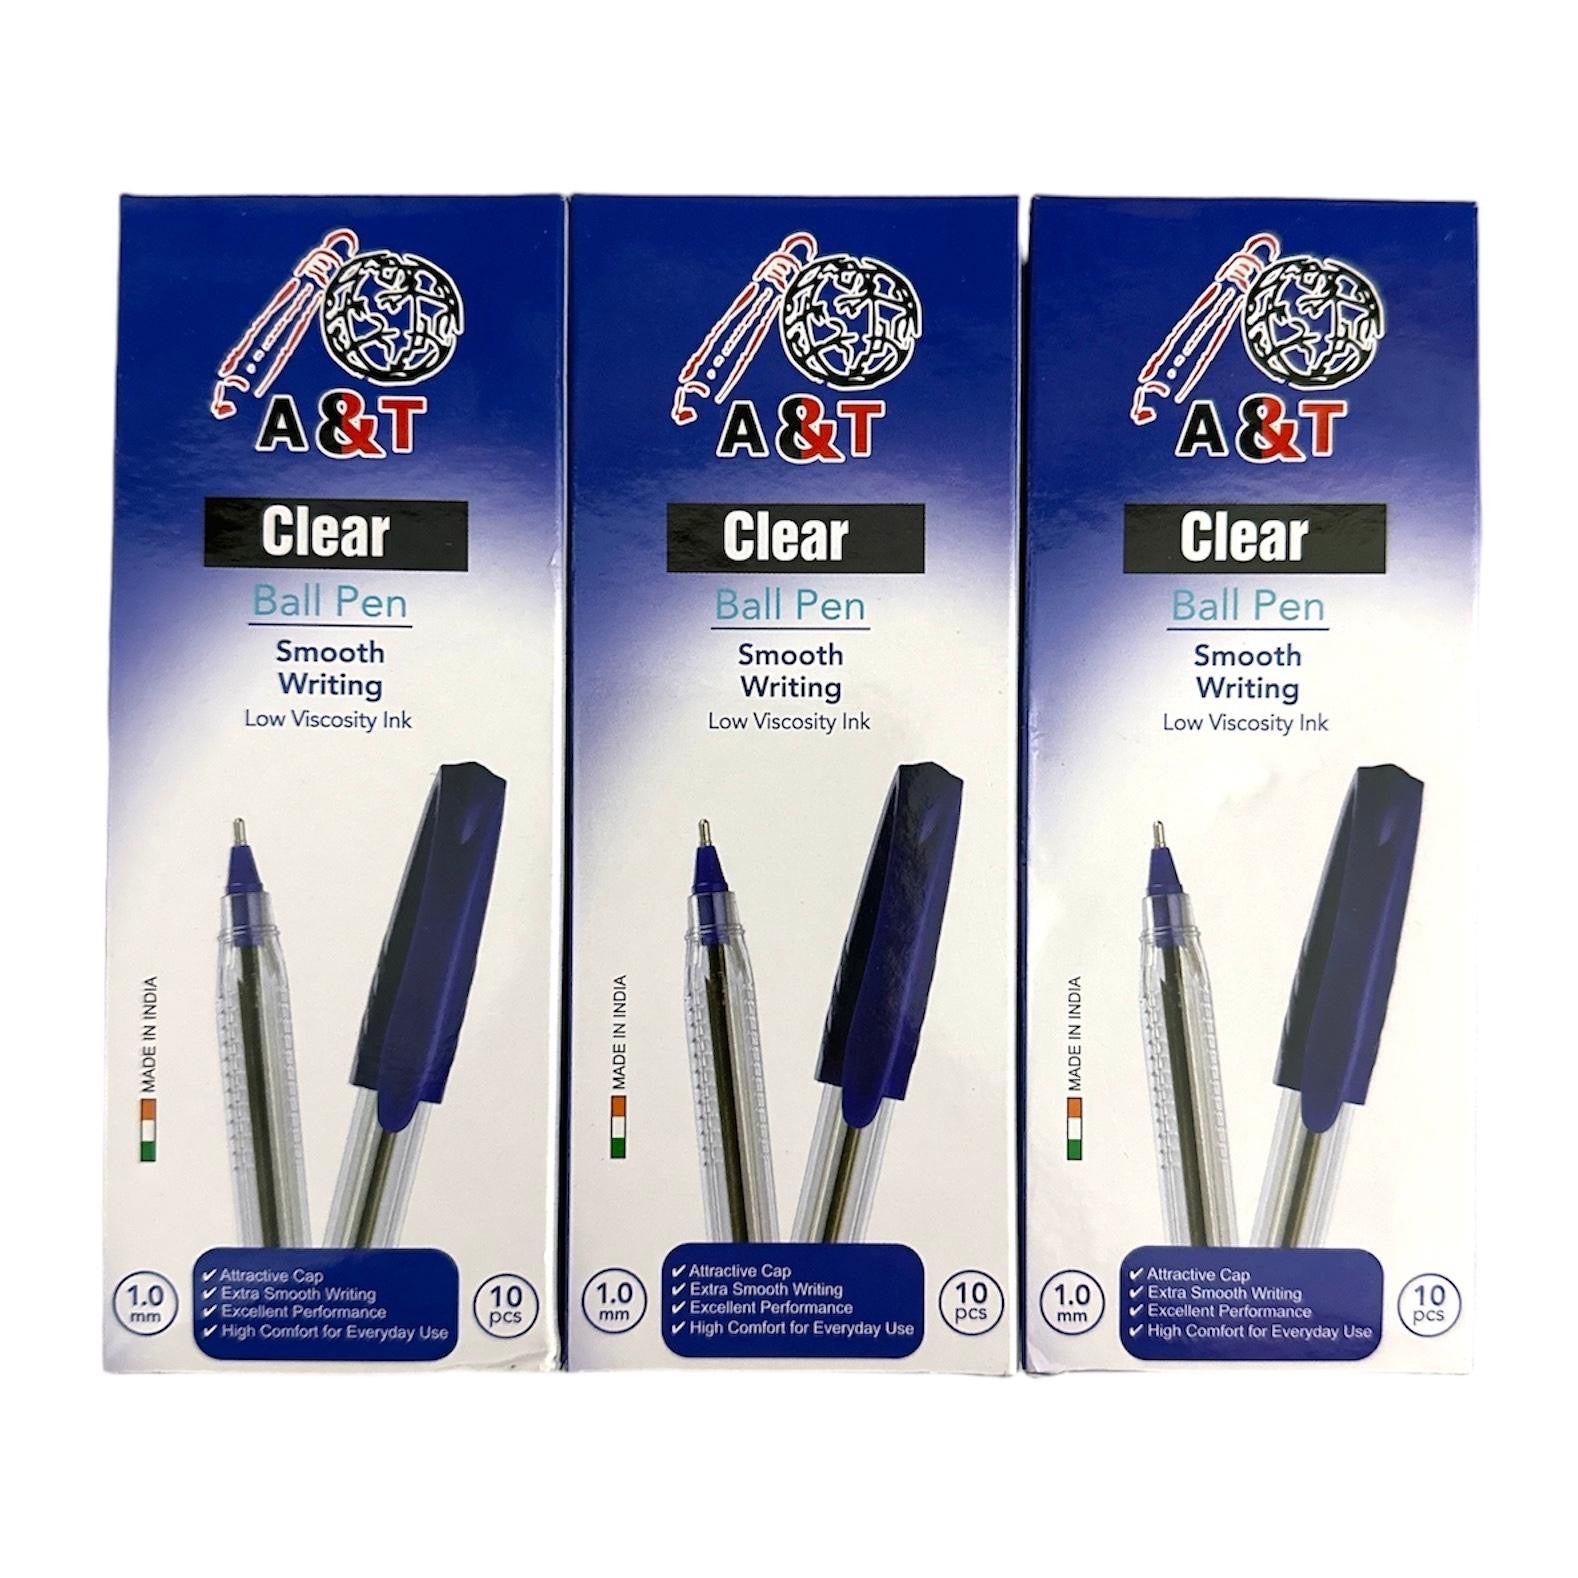 A&T
Clear
Ball Pen
Smooth
Writing
Low Viscosity Ink
MADE IN INDIA
1.0
mm
✔ Attractive Cap
✔ Extra Smooth Writing
✔ Excellent Performance
✔ High Comfort for Everyday Use
10
pcs
A&T
Clear
Ball Pen
Smooth
Writing
Low Viscosity Ink
MADE IN INDIA
1.0
mm
✔ Attractive Cap
✔ Extra Smooth Writing
✔ Excellent Performance
✔ High Comfort for Everyday Use
10
pcs
A&T
Clear
Ball Pen
Smooth
Writing
Low Viscosity Ink
MADE IN INDIA
1.0
mm
✔ Attractive Cap
✔ Extra Smooth Writing
✔ Excellent Performance
✔ High Comfort for Everyday Use
10
pcs